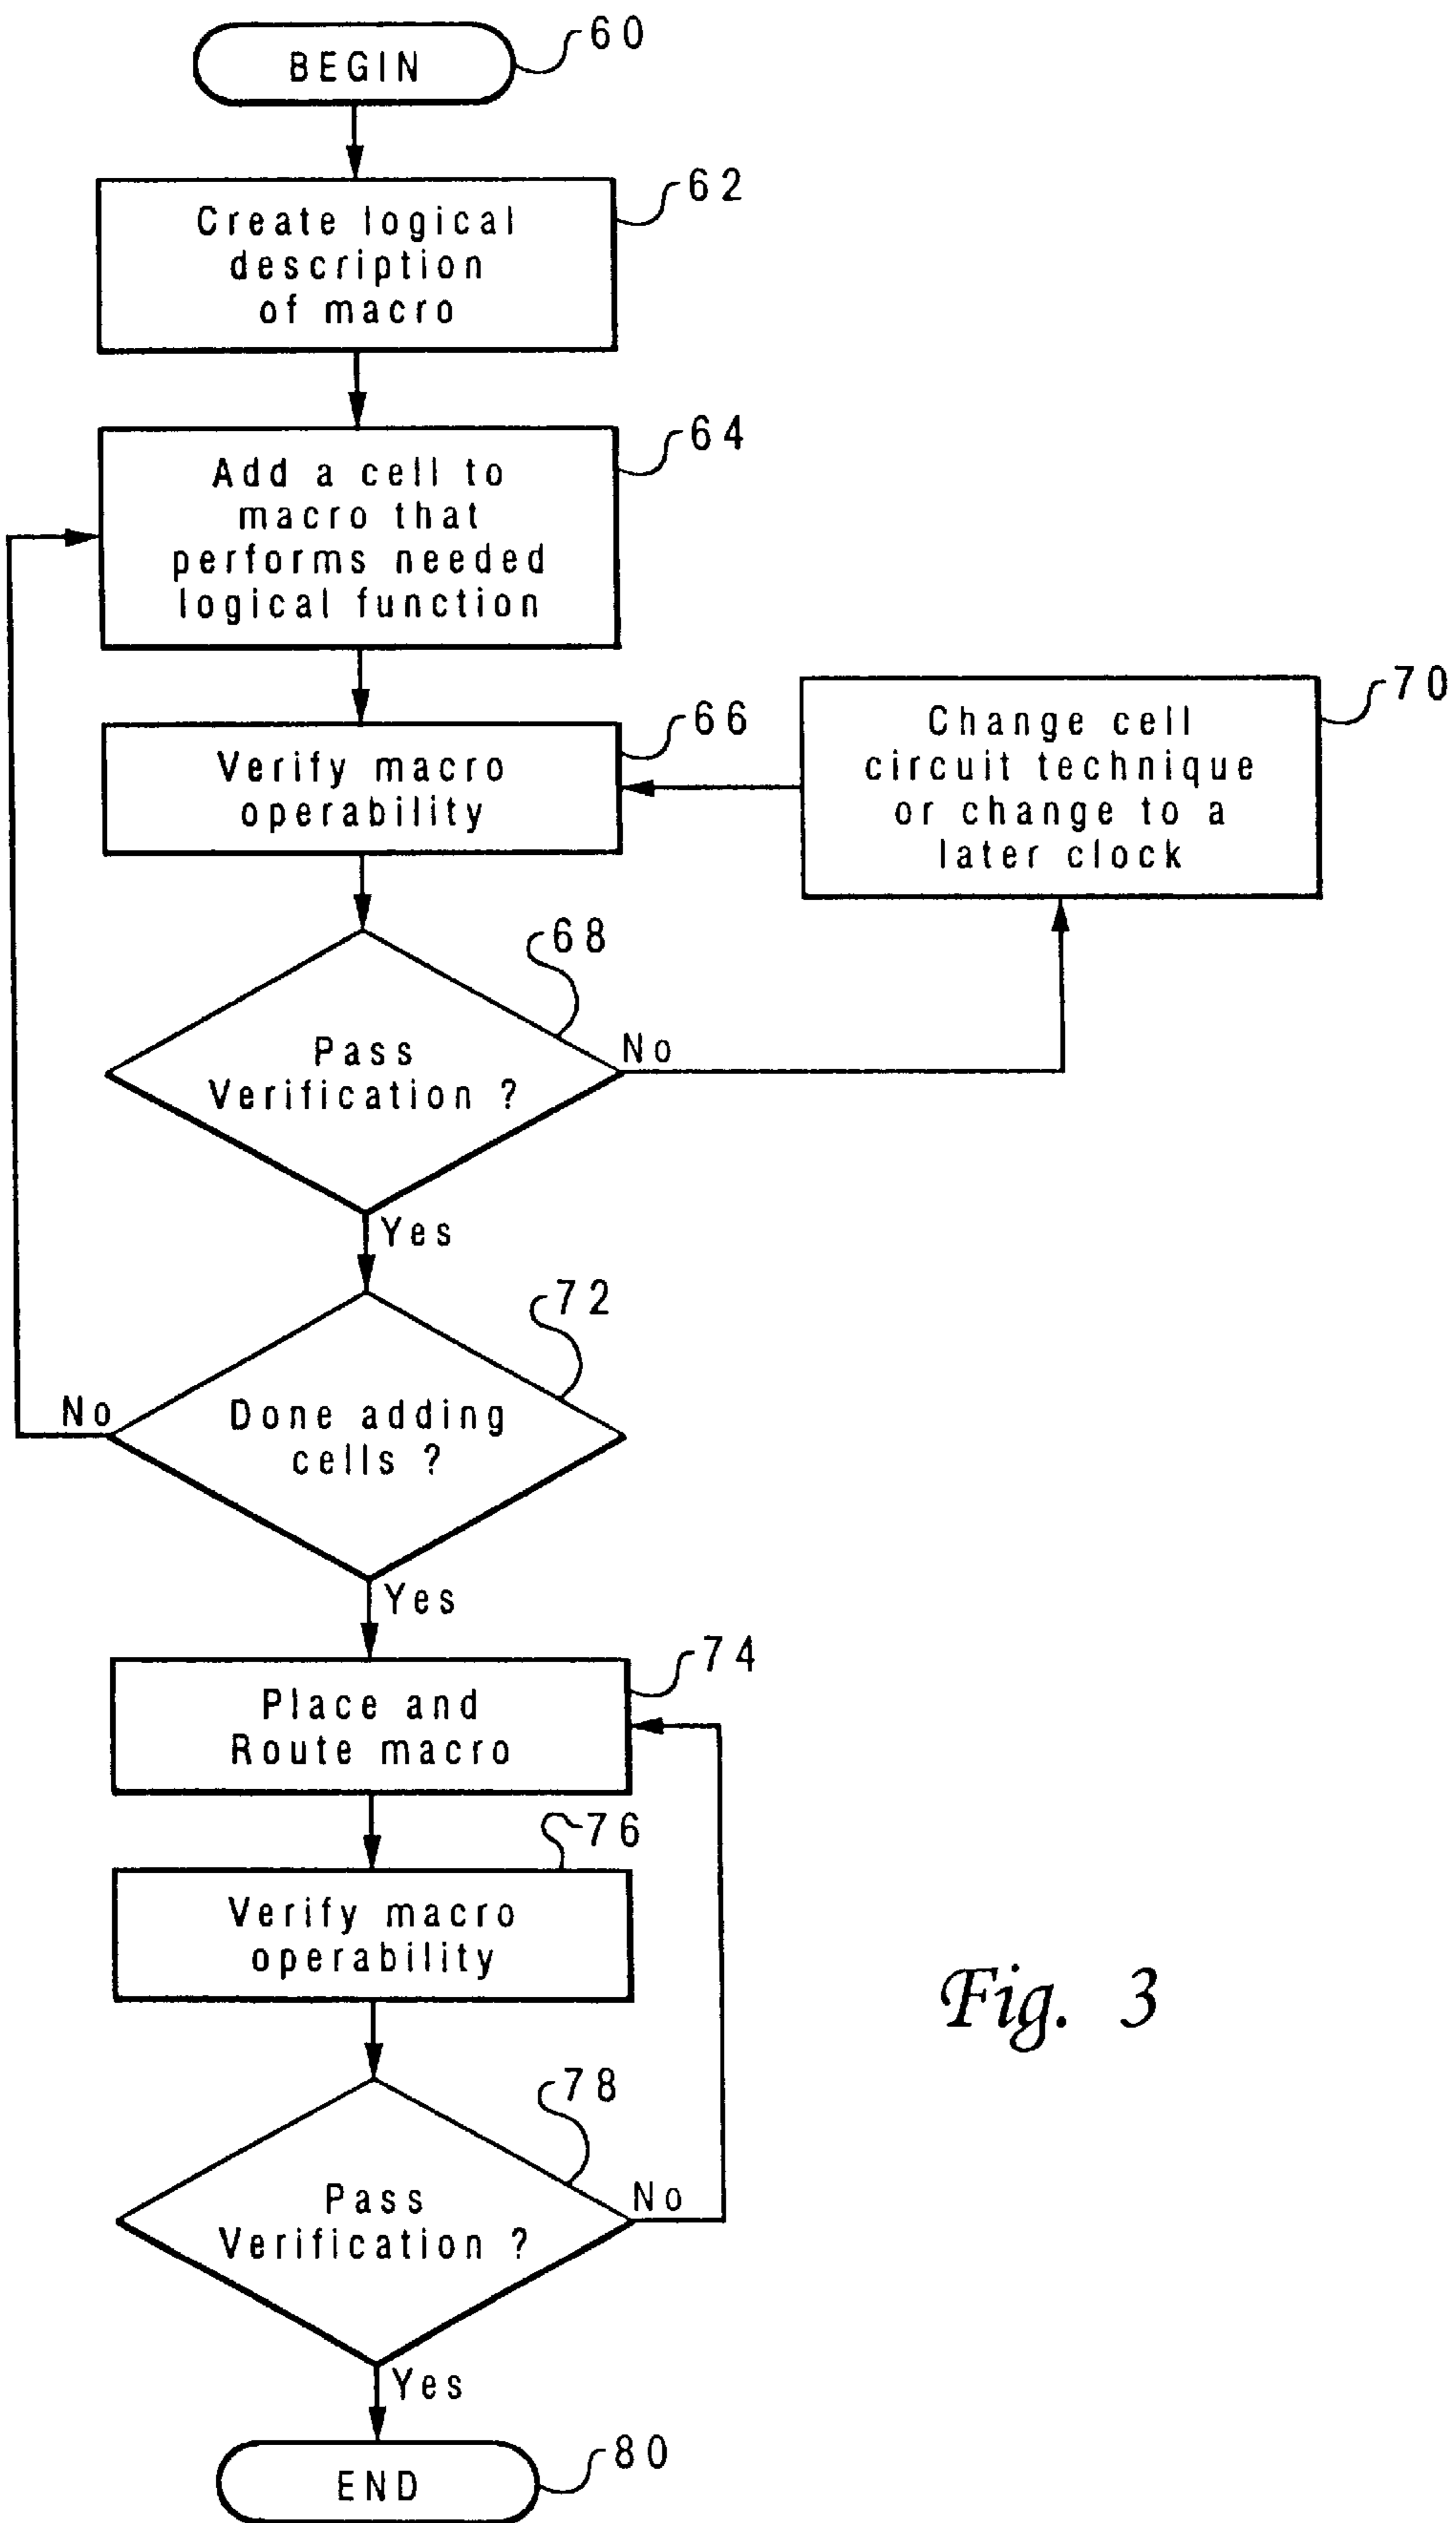 BEGIN
60
Create logical
description
of macro
62
Add a cell to
macro that
performs needed
logical function
64
Verify macro
operability
66
Change cell
circuit technique
or change to a
later clock
70
Pass
Verification ?
68
No
Yes
Done adding
cells ?
72
No
Yes
Place and
Route macro
74
Verify macro
operability
76
Pass
Verification ?
78
No
Yes
END
80
Fig. 3